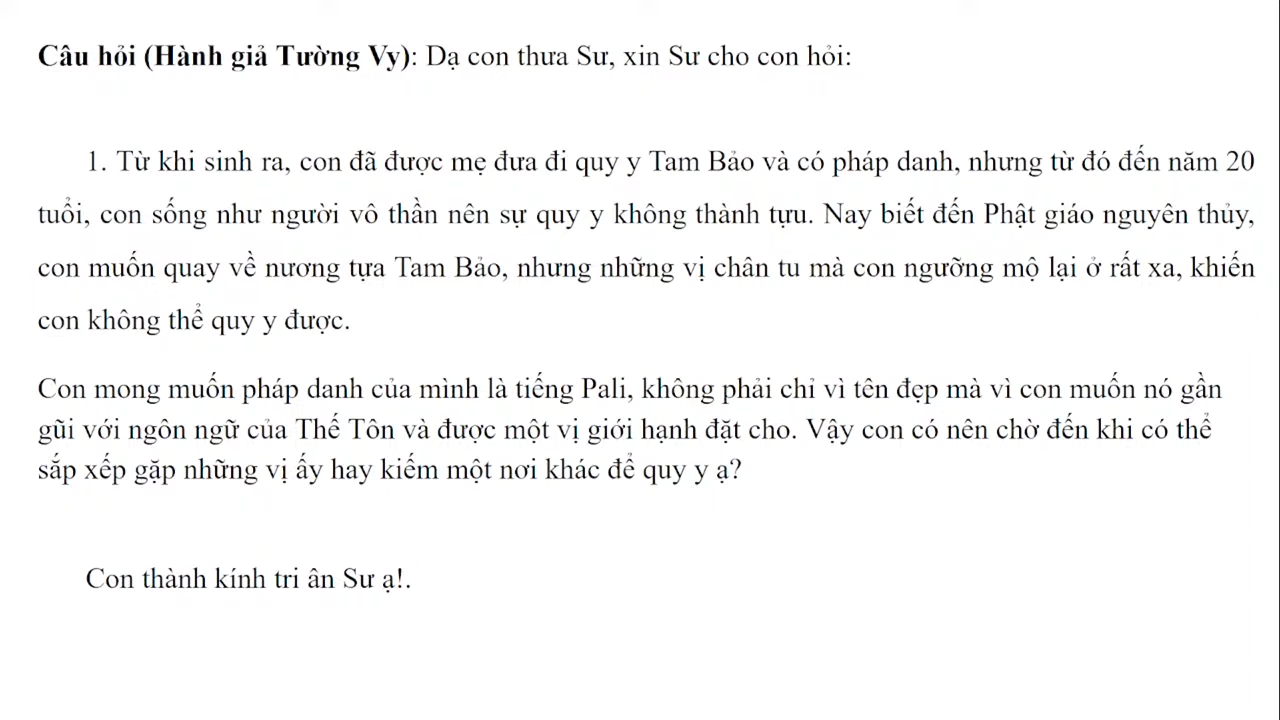 Câu hỏi (Hành giả Tường Vy): Dạ con thưa Sư, xin Sư cho con hỏi:
1. Từ khi sinh ra, con đã được mẹ đưa đi quy y Tam Bảo và có pháp danh, nhưng từ đó đến năm 20
tuổi, con sống như người vô thần nên sự quy y không thành tựu. Nay biết đến Phật giáo nguyên thủy,
con muốn quay về nương tựa Tam Bảo, nhưng những vị chân tu mà con ngưỡng mộ lại ở rất xa, khiến
con không thể quy y được.
Con mong muốn pháp danh của mình là tiếng Pali, không phải chỉ vì tên đẹp mà vì con muốn nó gần
gũi với ngôn ngữ của Thế Tôn và được một vị giới hạnh đặt cho. Vậy con có nên chờ đến khi có thể
sắp xếp gặp những vị ấy hay kiếm một nơi khác để quy y ạ?
Con thành kính tri ân Sư ạ!.